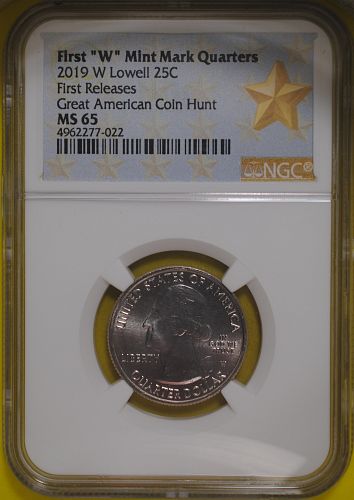 First "W" Mint Mark Quarters
2019 W Lowell 25C
First Releases
Great American Coin Hunt
MS 65
4962277-022
NGC®
UNITED STATES OF AMERICA
LIBERTY
IN
GOD WE
TRUST
W
QUARTER DOLLAR